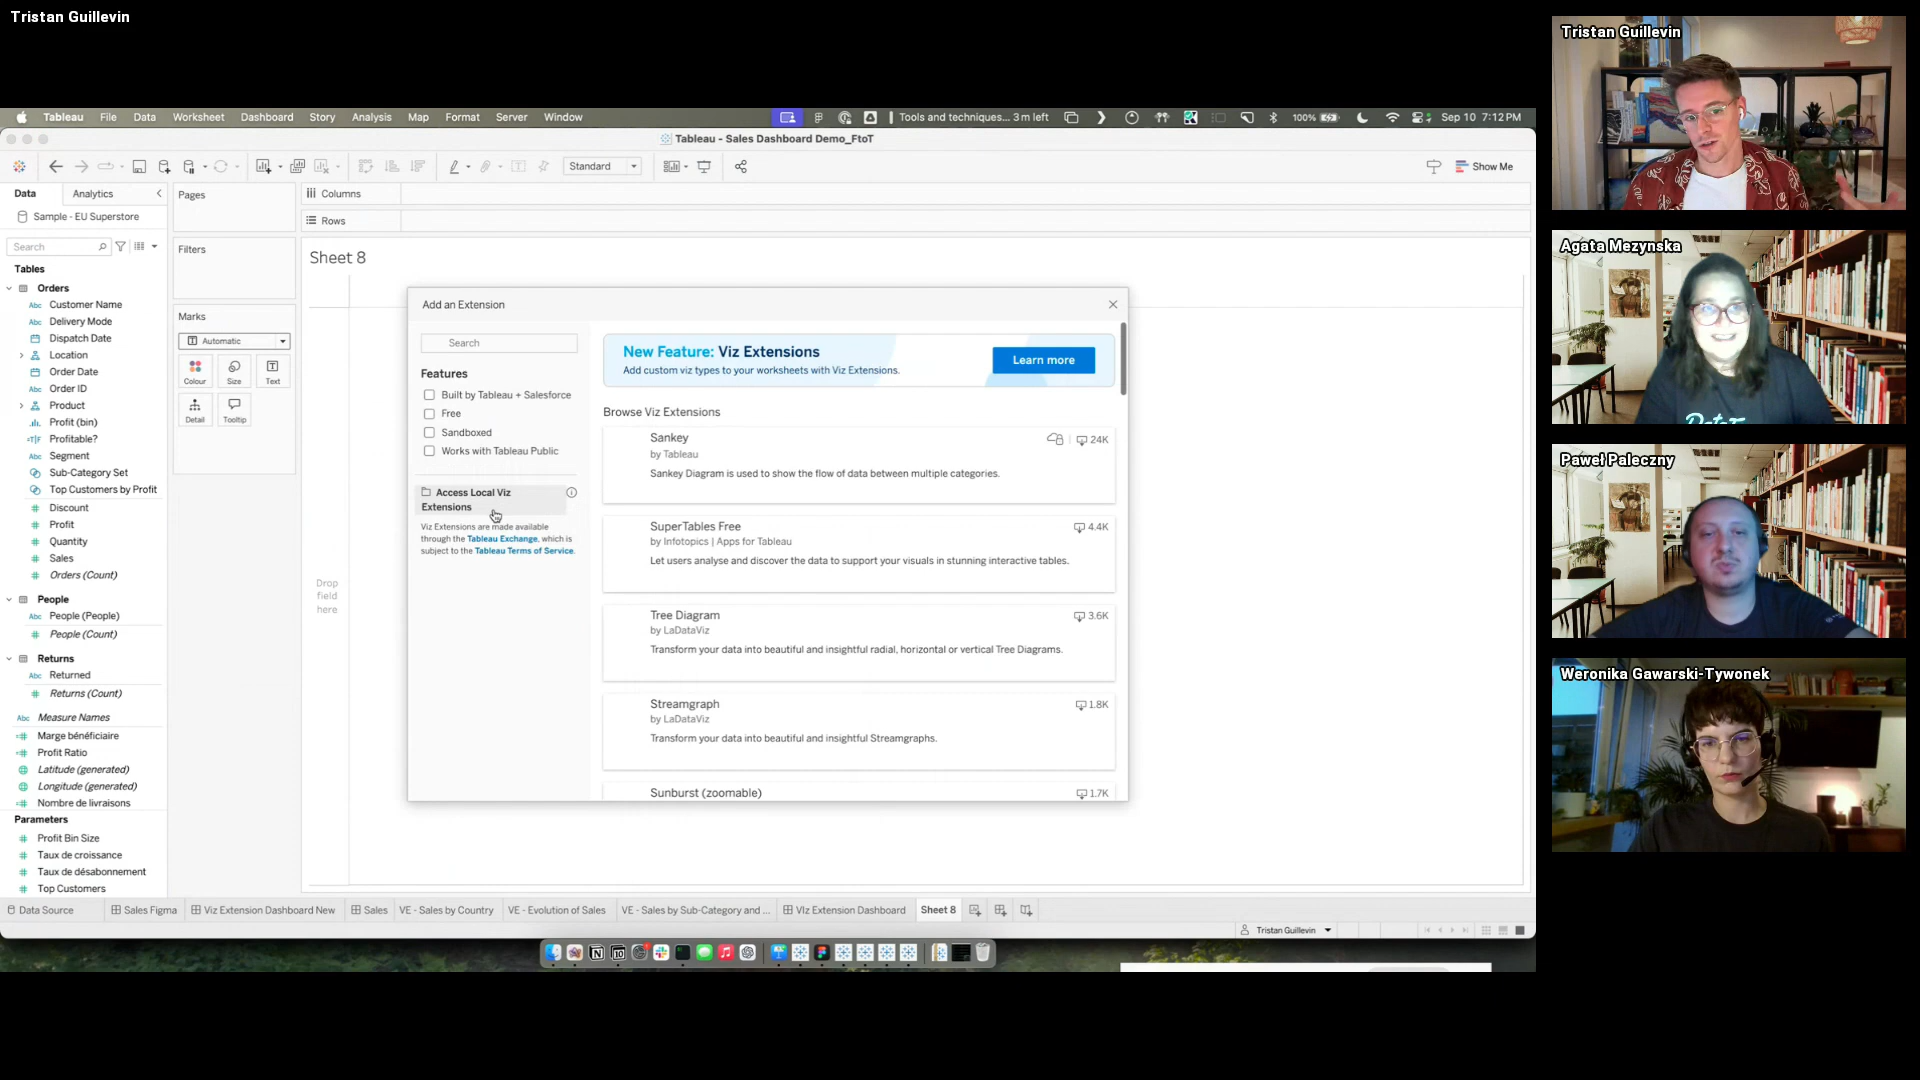 Tristan Guillevin
Tableau File Data Worksheet Dashboard Story Analysis Map Format Server Window
Tools and techniques... 3 m left
100%
Sep 10 7:12 PM
Tableau - Sales Dashboard Demo_FtoT
Standard
Show Me
Data Analytics
Sample - EU Superstore
Search
Tables
Orders
Abc Customer Name
Abc Delivery Mode
Dispatch Date
Location
Order Date
Abc Order ID
Product
Profit (bin)
=T|F Profitable?
Abc Segment
Sub-Category Set
Top Customers by Profit
Discount
Profit
Quantity
Sales
Orders (Count)
People
Abc People (People)
People (Count)
Returns
Abc Returned
Returns (Count)
Abc Measure Names
Marge bénéficiaire
Profit Ratio
Latitude (generated)
Longitude (generated)
Nombre de livraisons
Parameters
Profit Bin Size
Taux de croissance
Taux de désabonnement
Top Customers
Pages
Filters
Marks
Automatic
Colour Size Text
Detail Tooltip
Columns
Rows
Sheet 8
Drop
field
here
Add an Extension
Search
Features
Built by Tableau + Salesforce
Free
Sandboxed
Works with Tableau Public
Access Local Viz
Extensions
Viz Extensions are made available
through the Tableau Exchange, which is
subject to the Tableau Terms of Service.
New Feature: Viz Extensions
Add custom viz types to your worksheets with Viz Extensions.
Learn more
Browse Viz Extensions
Sankey
24K
by Tableau
Sankey Diagram is used to show the flow of data between multiple categories.
SuperTables Free
4.4K
by Infotopics | Apps for Tableau
Let users analyse and discover the data to support your visuals in stunning interactive tables.
Tree Diagram
3.6K
by LaDataViz
Transform your data into beautiful and insightful radial, horizontal or vertical Tree Diagrams.
Streamgraph
1.8K
by LaDataViz
Transform your data into beautiful and insightful Streamgraphs.
Sunburst (zoomable)
1.7K
Data Source Sales Figma Viz Extension Dashboard New Sales VE - Sales by Country VE - Evolution of Sales VE - Sales by Sub-Category and ... VIz Extension Dashboard Sheet 8
Tristan Guillevin
Tristan Guillevin
Agata Mezynska
Paweł Paleczny
Weronika Gawarski-Tywonek